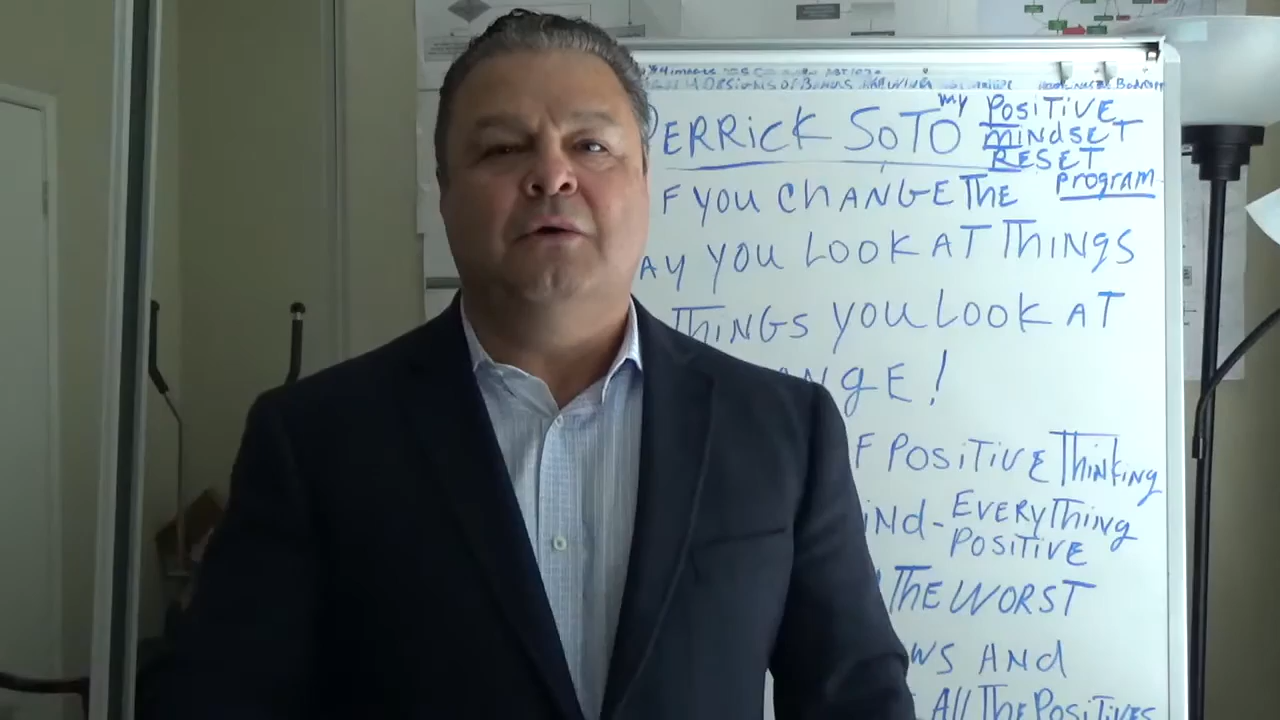 ERRICK SOTO my POSITIVE
MINDSET
RESET
PROGRAM
F YOU CHANGE THE
AY YOU LOOK AT THINGS
THINGS YOU LOOK AT
ANGE!
F POSITIVE THINKING
IND - EVERYTHING
POSITIVE
THE WORST
WS AND
ALL THE POSITIVES